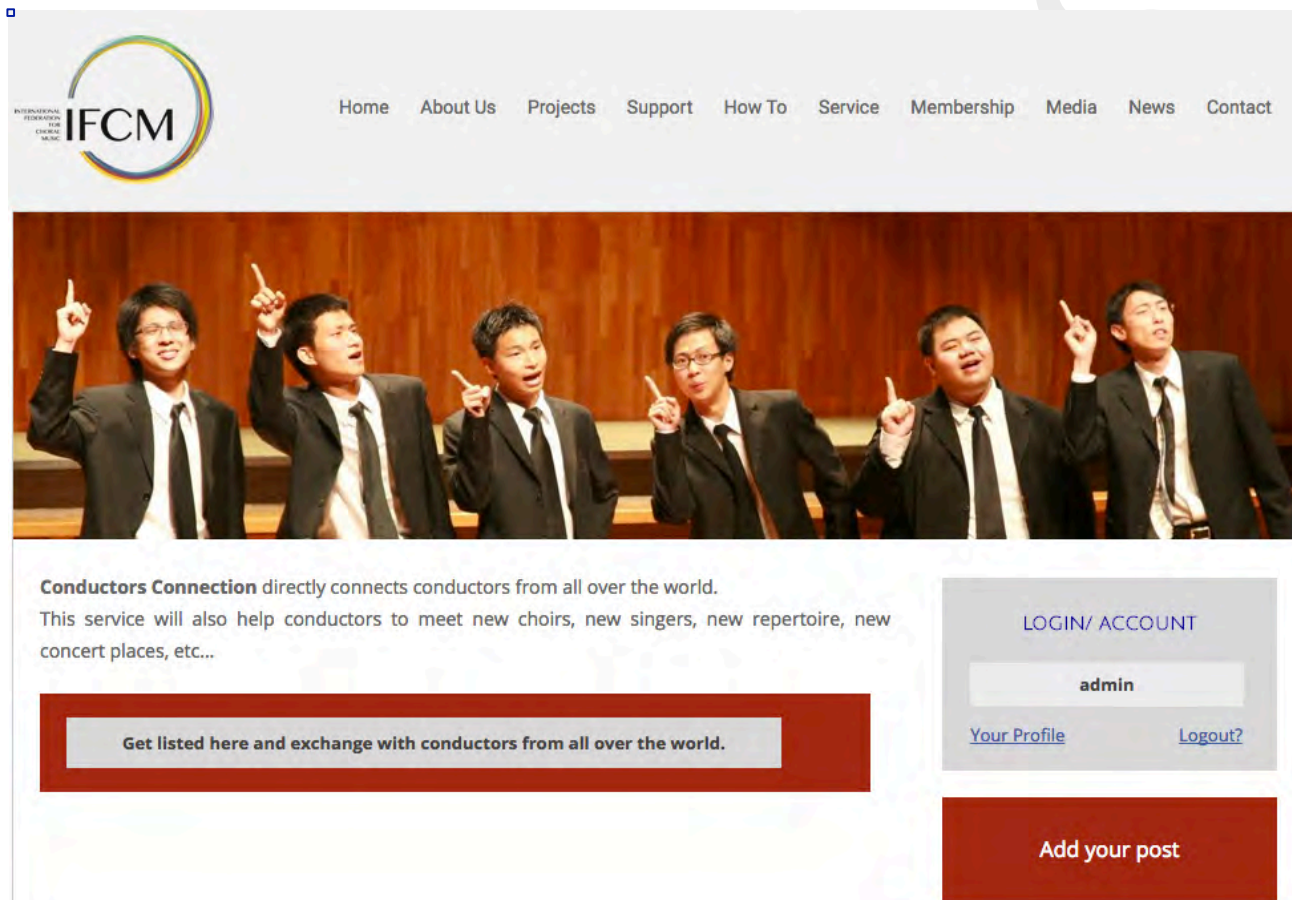 INTERNATIONAL
FEDERATION
FOR
CHORAL
MUSIC
IFCM
Home About Us Projects Support How To Service Membership Media News Contact
Conductors Connection directly connects conductors from all over the world.
This service will also help conductors to meet new choirs, new singers, new repertoire, new
concert places, etc...
Get listed here and exchange with conductors from all over the world.
LOGIN/ ACCOUNT
admin
Your Profile Logout?
Add your post